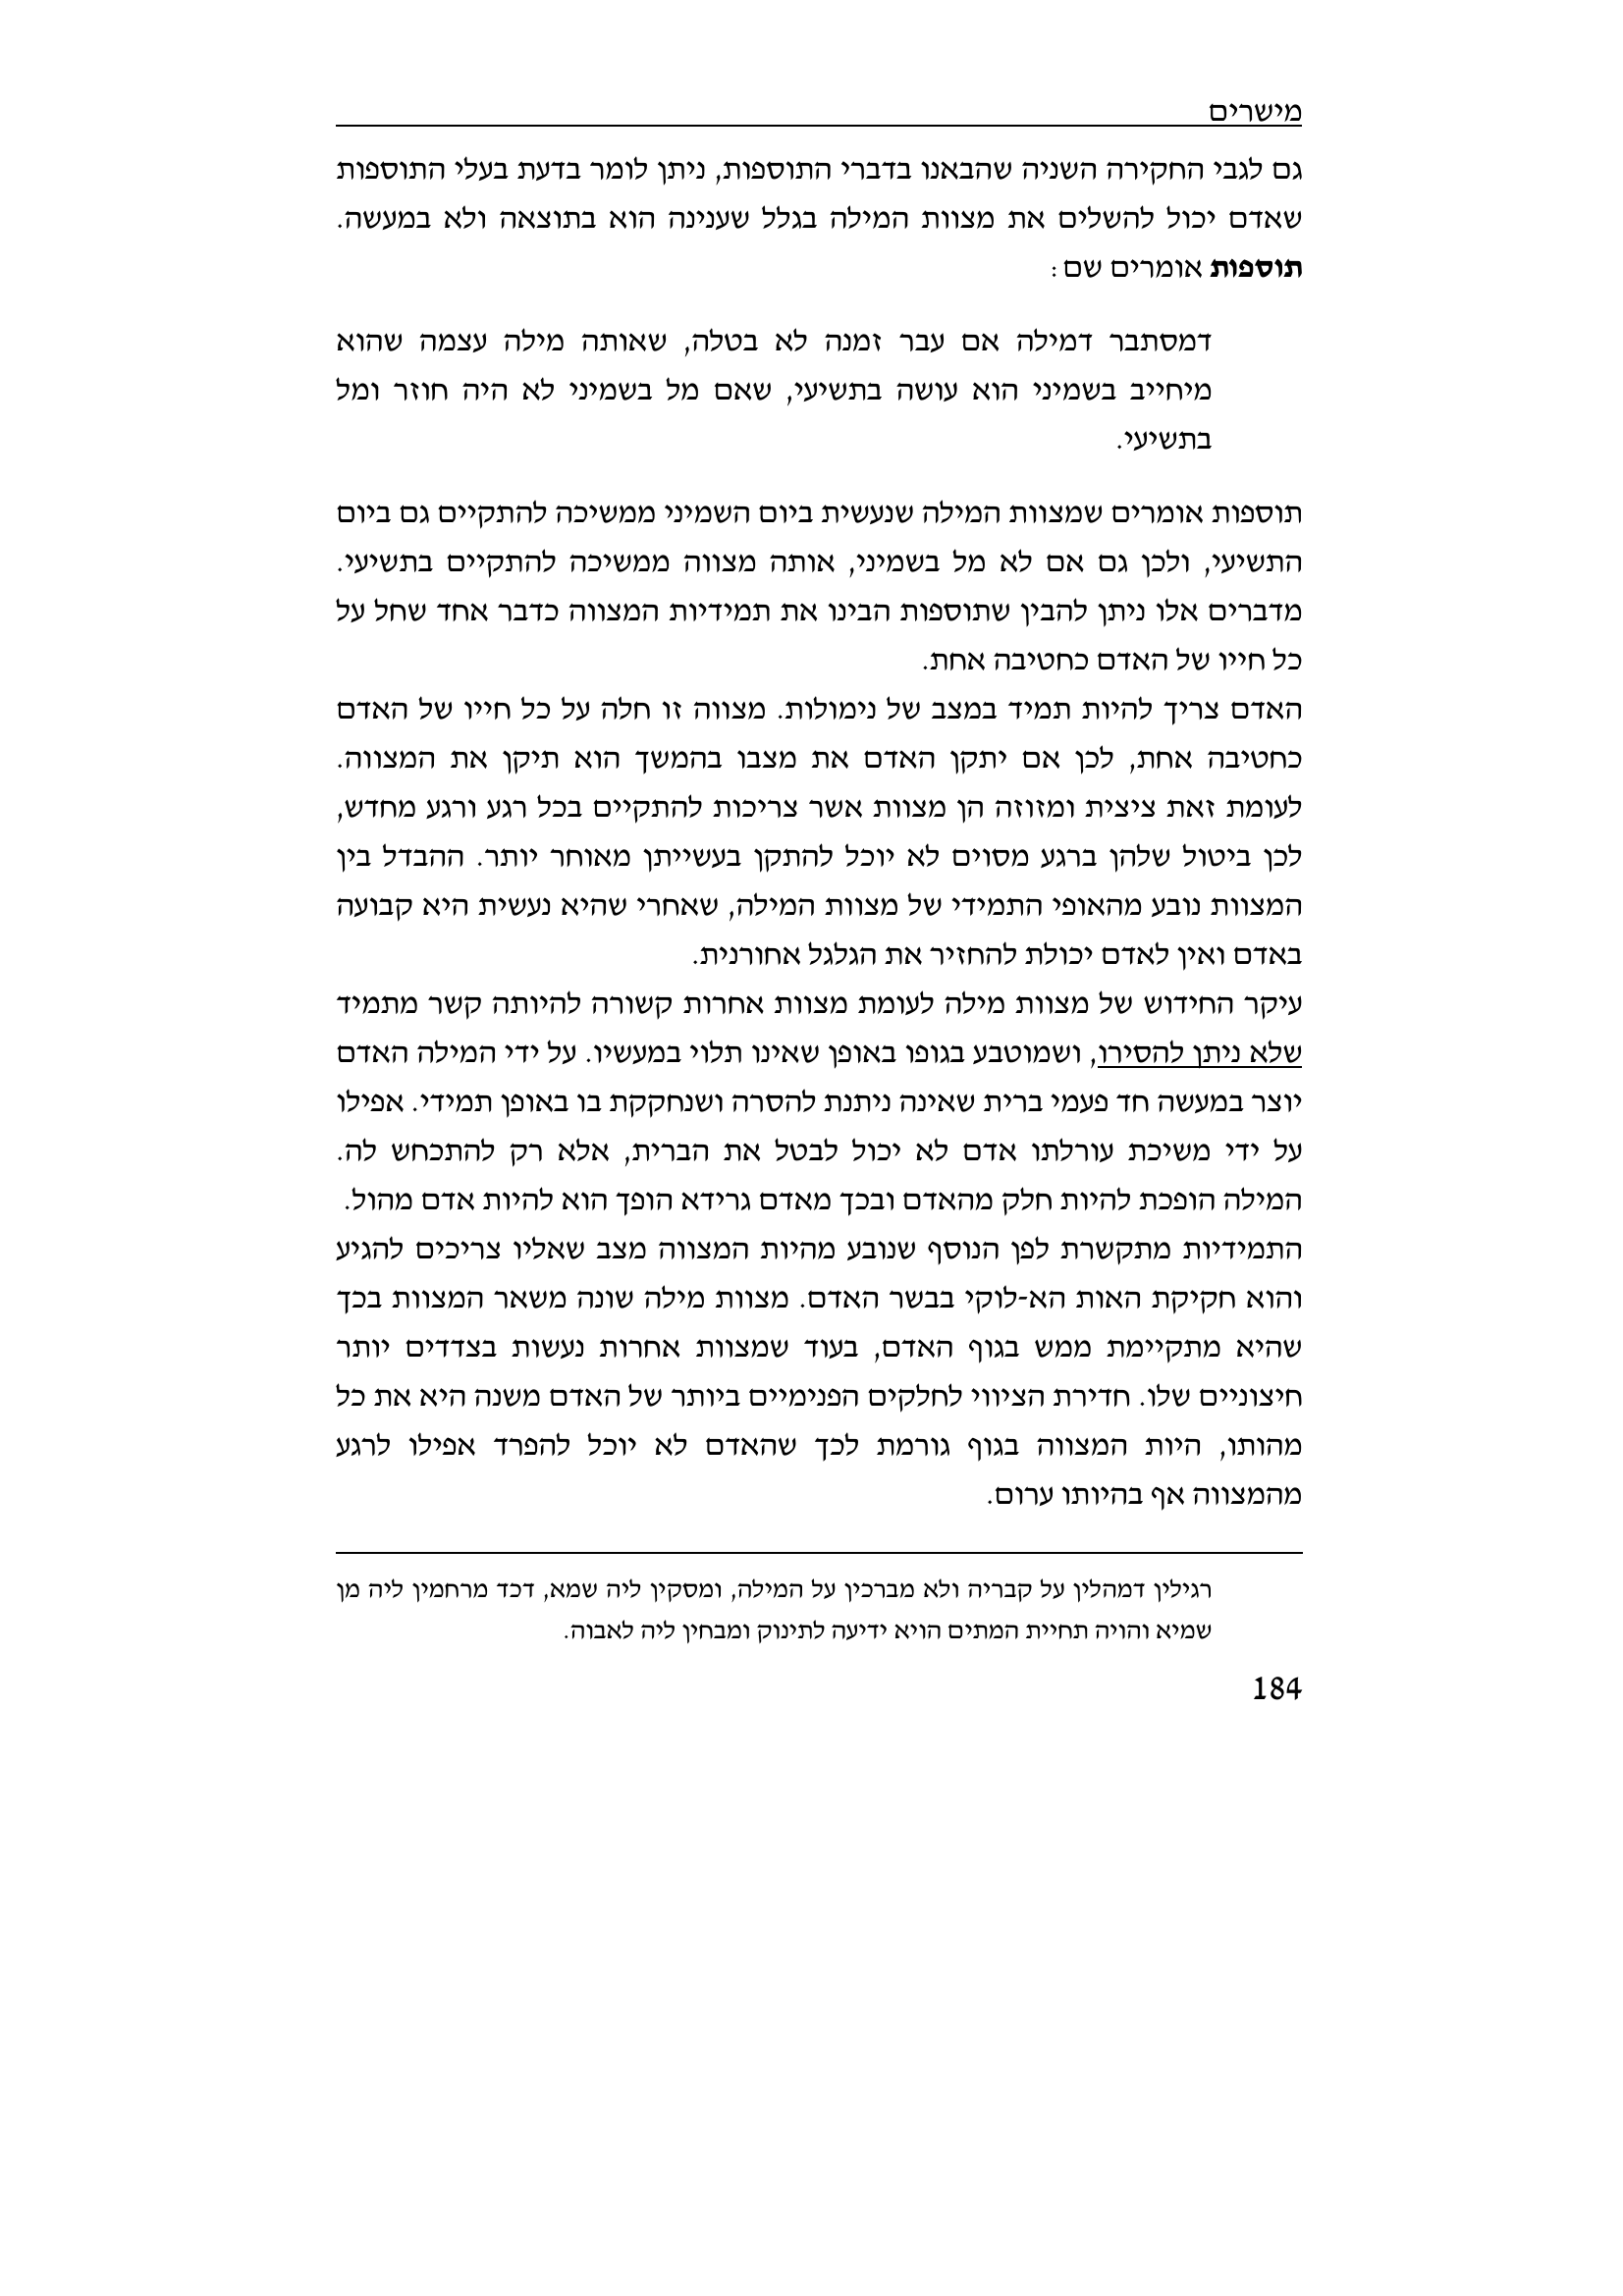 מישרים
גם לגבי החקירה השניה שהבאנו בדברי התוספות, ניתן לומר בדעת בעלי התוספות
שאדם יכול להשלים את מצוות המילה בגלל שענינה הוא בתוצאה ולא במעשה.
תוספות אומרים שם:
דמסתבר דמילה אם עבר זמנה לא בטלה, שאותה מילה עצמה שהוא
מיחייב בשמיני הוא עושה בתשיעי, שאם מל בשמיני לא היה חוזר ומל
בתשיעי.
תוספות אומרים שמצוות המילה שנעשית ביום השמיני ממשיכה להתקיים גם ביום
התשיעי, ולכן גם אם לא מל בשמיני, אותה מצווה ממשיכה להתקיים בתשיעי.
מדברים אלו ניתן להבין שתוספות הבינו את תמידיות המצווה כדבר אחד שחל על
כל חייו של האדם כחטיבה אחת.
האדם צריך להיות תמיד במצב של נימולות. מצווה זו חלה על כל חייו של האדם
כחטיבה אחת, לכן אם יתקן האדם את מצבו בהמשך הוא תיקן את המצווה.
לעומת זאת ציצית ומזוזה הן מצוות אשר צריכות להתקיים בכל רגע ורגע מחדש,
לכן ביטול שלהן ברגע מסוים לא יוכל להתקן בעשייתן מאוחר יותר. ההבדל בין
המצוות נובע מהאופי התמידי של מצוות המילה, שאחרי שהיא נעשית היא קבועה
באדם ואין לאדם יכולת להחזיר את הגלגל אחורנית.
עיקר החידוש של מצוות מילה לעומת מצוות אחרות קשורה להיותה קשר מתמיד
שלא ניתן להסירו, ושמוטבע בגופו באופן שאינו תלוי במעשיו. על ידי המילה האדם
יוצר במעשה חד פעמי ברית שאינה ניתנת להסרה ושנחקקת בו באופן תמידי. אפילו
על ידי משיכת עורלתו אדם לא יכול לבטל את הברית, אלא רק להתכחש לה.
המילה הופכת להיות חלק מהאדם ובכך מאדם גרידא הופך הוא להיות אדם מהול.
התמידיות מתקשרת לפן הנוסף שנובע מהיות המצווה מצב שאליו צריכים להגיע
והוא חקיקת האות הא-לוקי בבשר האדם. מצוות מילה שונה משאר המצוות בכך
שהיא מתקיימת ממש בגוף האדם, בעוד שמצוות אחרות נעשות בצדדים יותר
חיצוניים שלו. חדירת הציווי לחלקים הפנימיים ביותר של האדם משנה היא את כל
מהותו, היות המצווה בגוף גורמת לכך שהאדם לא יוכל להפרד אפילו לרגע
מהמצווה אף בהיותו ערום.
רגילין דמהלין על קבריה ולא מברכין על המילה, ומסקין ליה שמא, דכד מרחמין ליה מן
שמיא והויה תחיית המתים הויא ידיעה לתינוק ומבחין ליה לאבוה.
184